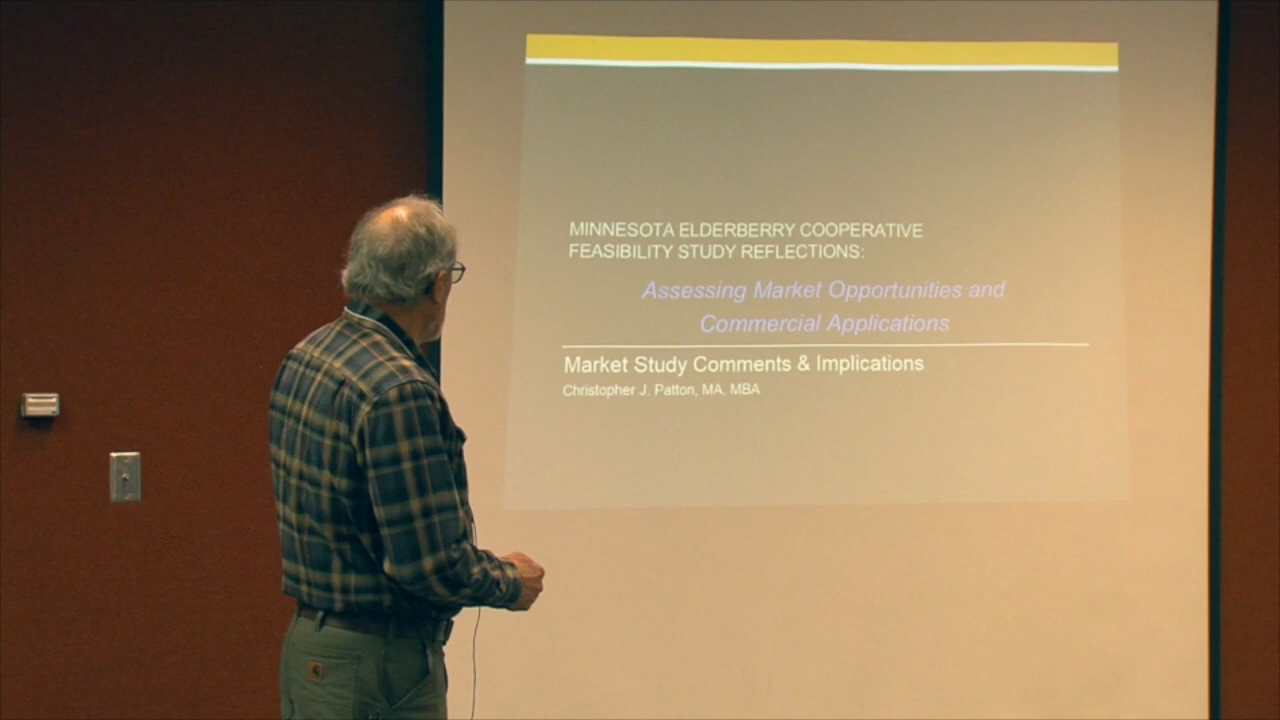 MINNESOTA ELDERBERRY COOPERATIVE
FEASIBILITY STUDY REFLECTIONS:
Assessing Market Opportunities and
Commercial Applications
Market Study Comments & Implications
Christopher J. Patton, MA, MBA